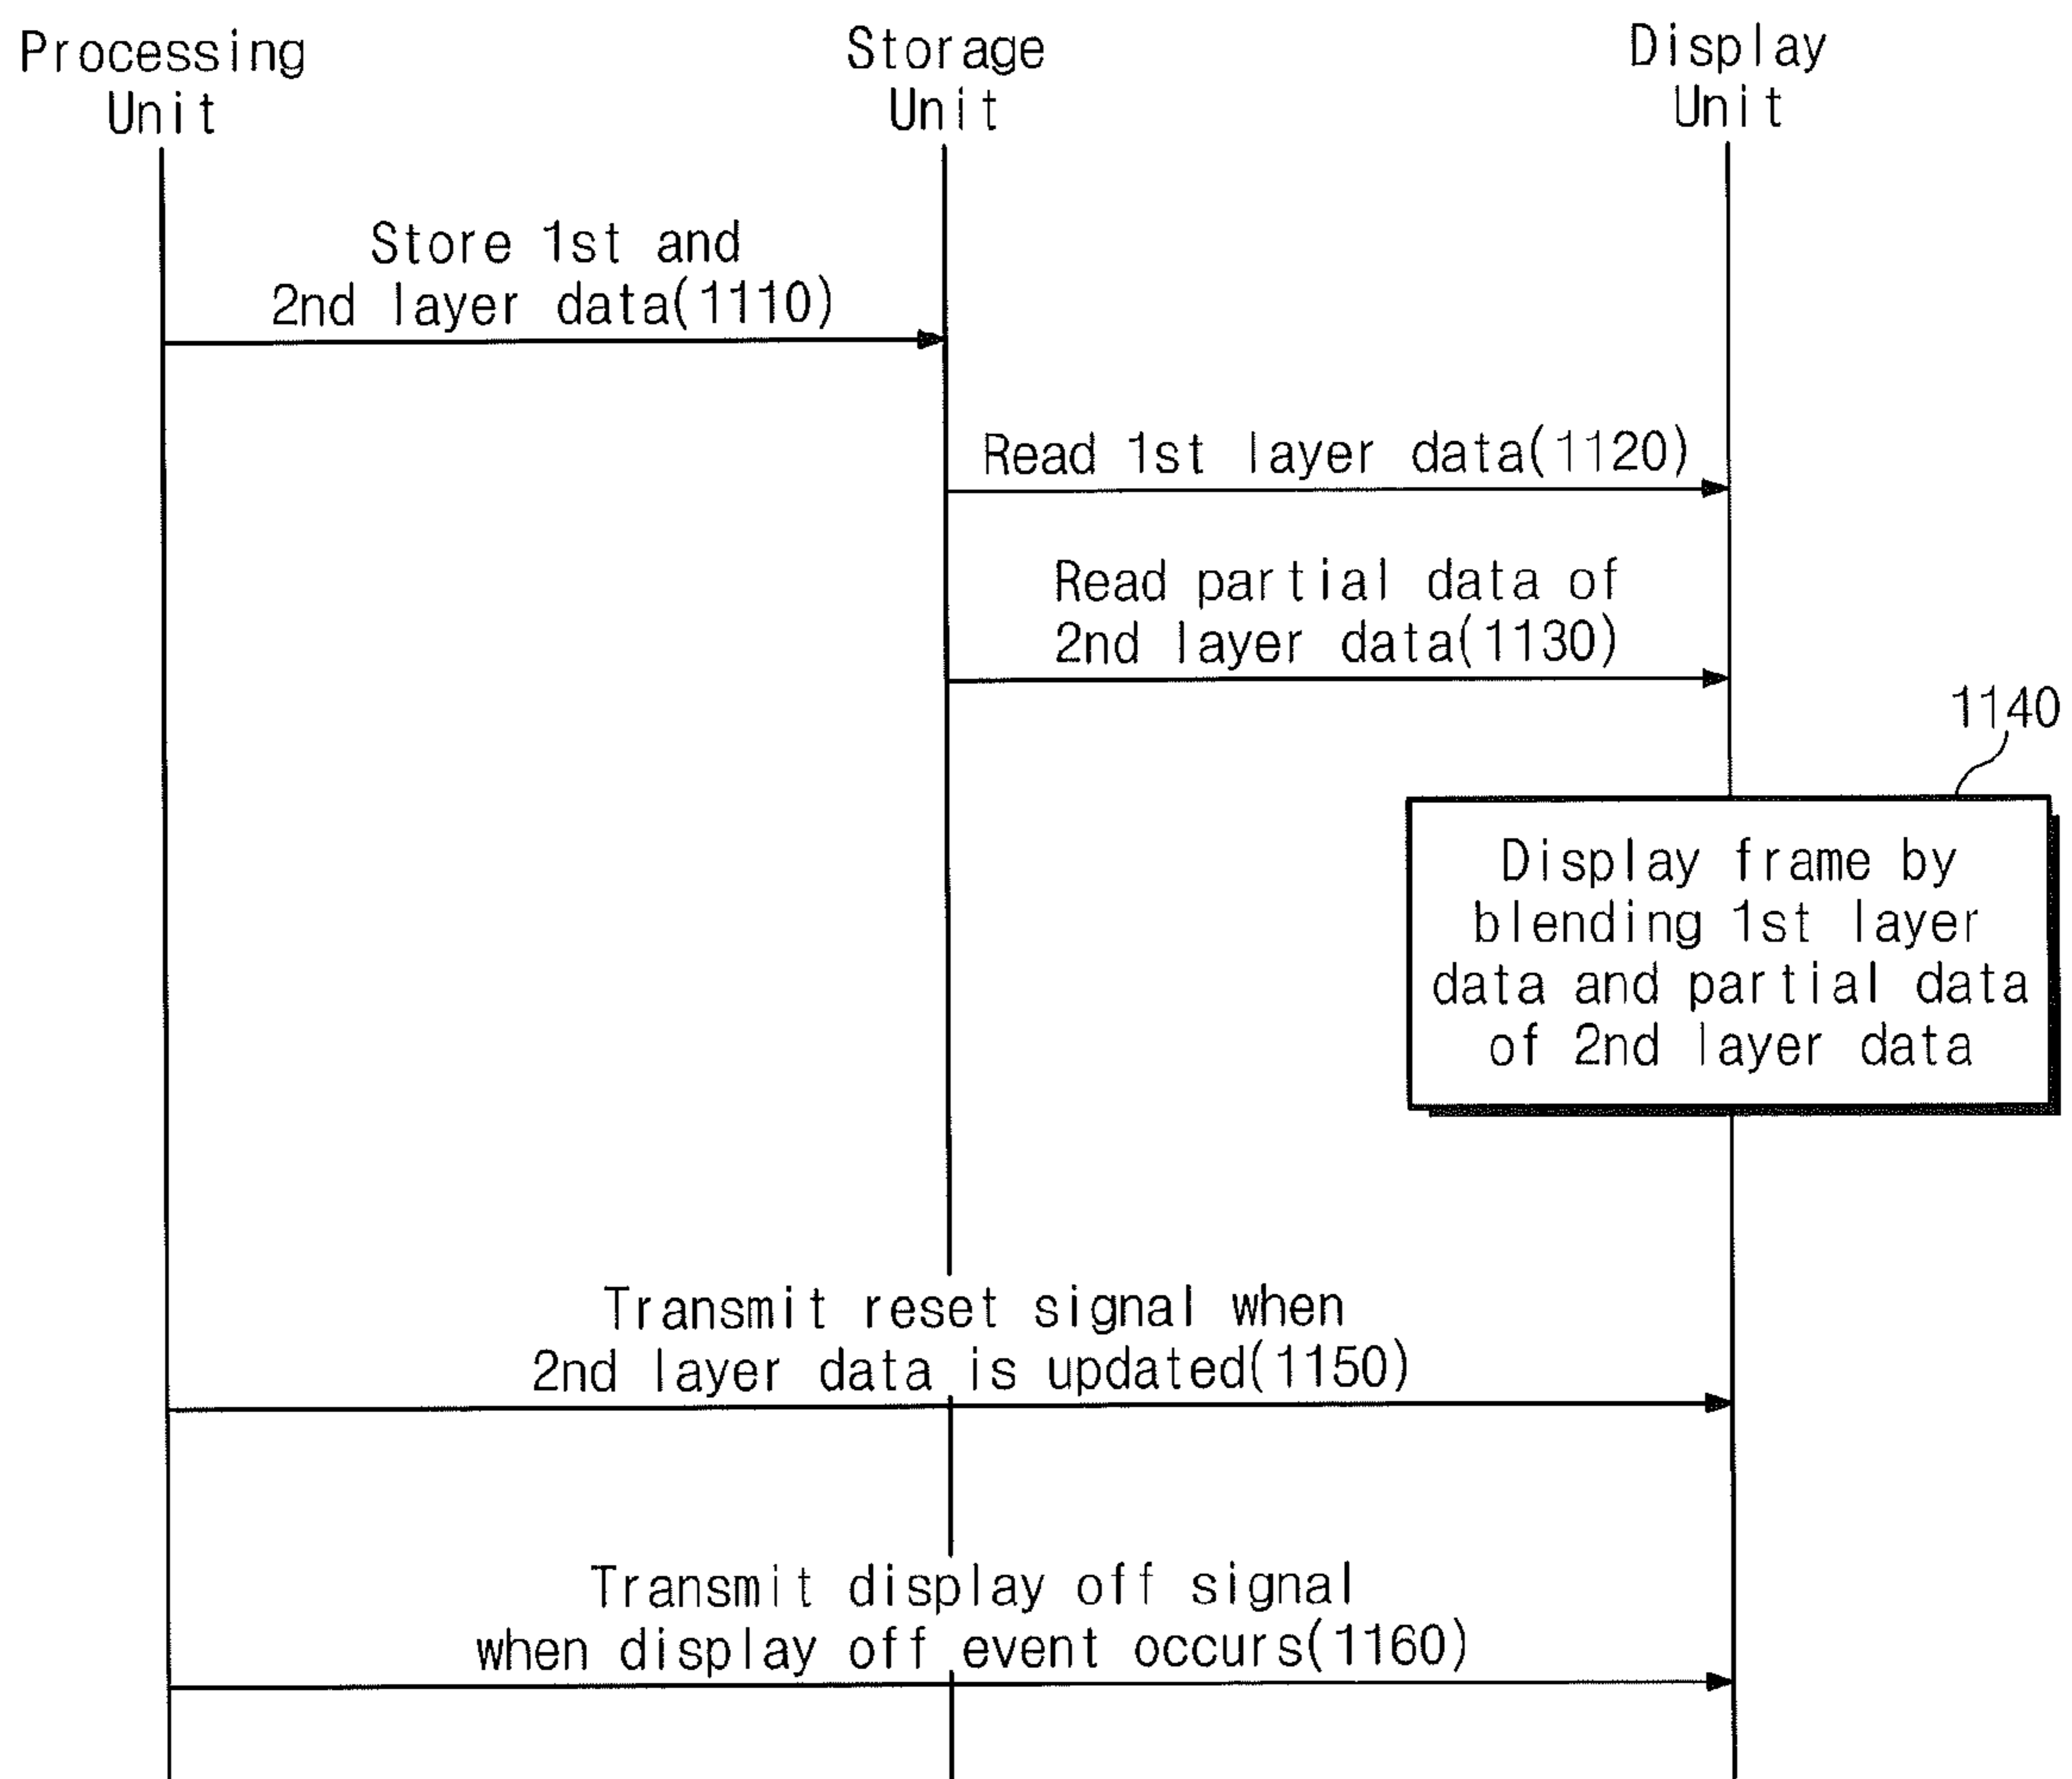 Processing
Unit
Storage
Unit
Display
Unit
Store 1st and
2nd layer data(1110)
Read 1st layer data(1120)
Read partial data of
2nd layer data(1130)
1140
Display frame by
blending 1st layer
data and partial data
of 2nd layer data
Transmit reset signal when
2nd layer data is updated(1150)
Transmit display off signal
when display off event occurs(1160)